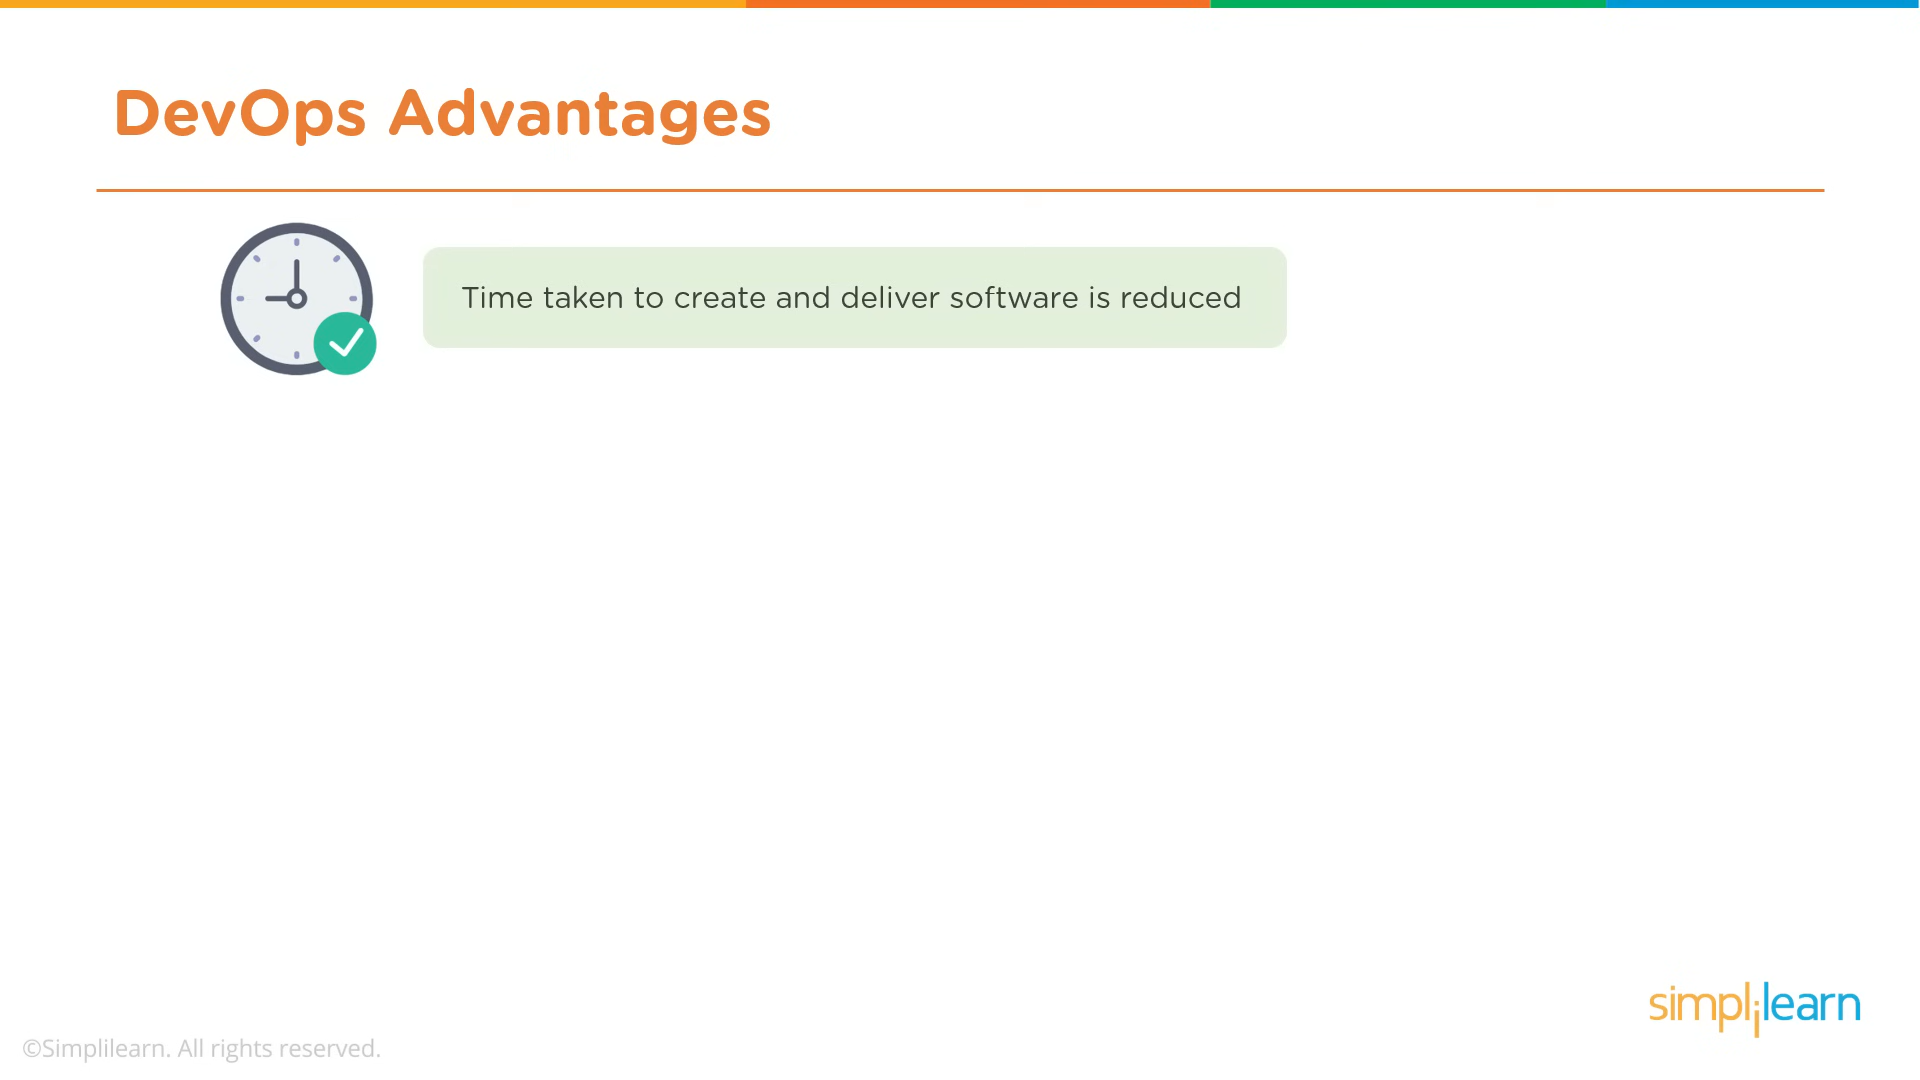 DevOps Advantages
Time taken to create and deliver software is reduced
simplilearn
©Simplilearn. All rights reserved.